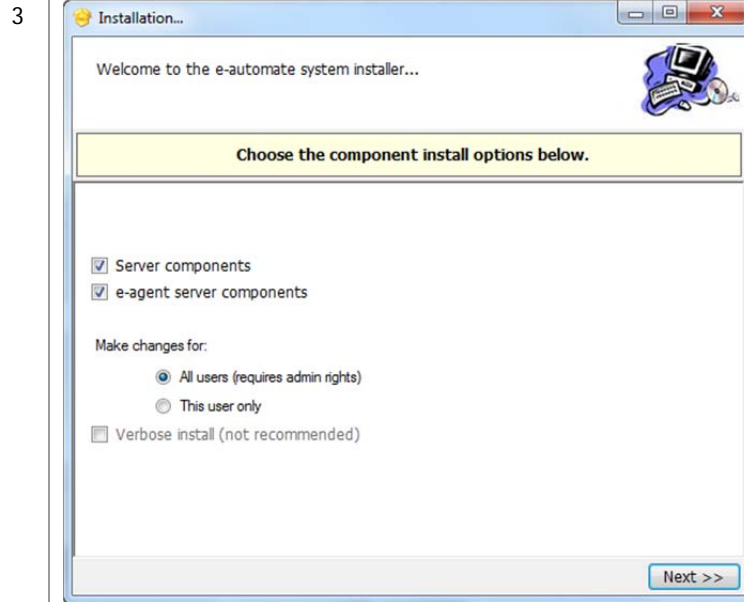 3
Installation...
Welcome to the e-automate system installer...
Choose the component install options below.
Server components
e-agent server components
Make changes for:
All users (requires admin rights)
This user only
Verbose install (not recommended)
Next >>